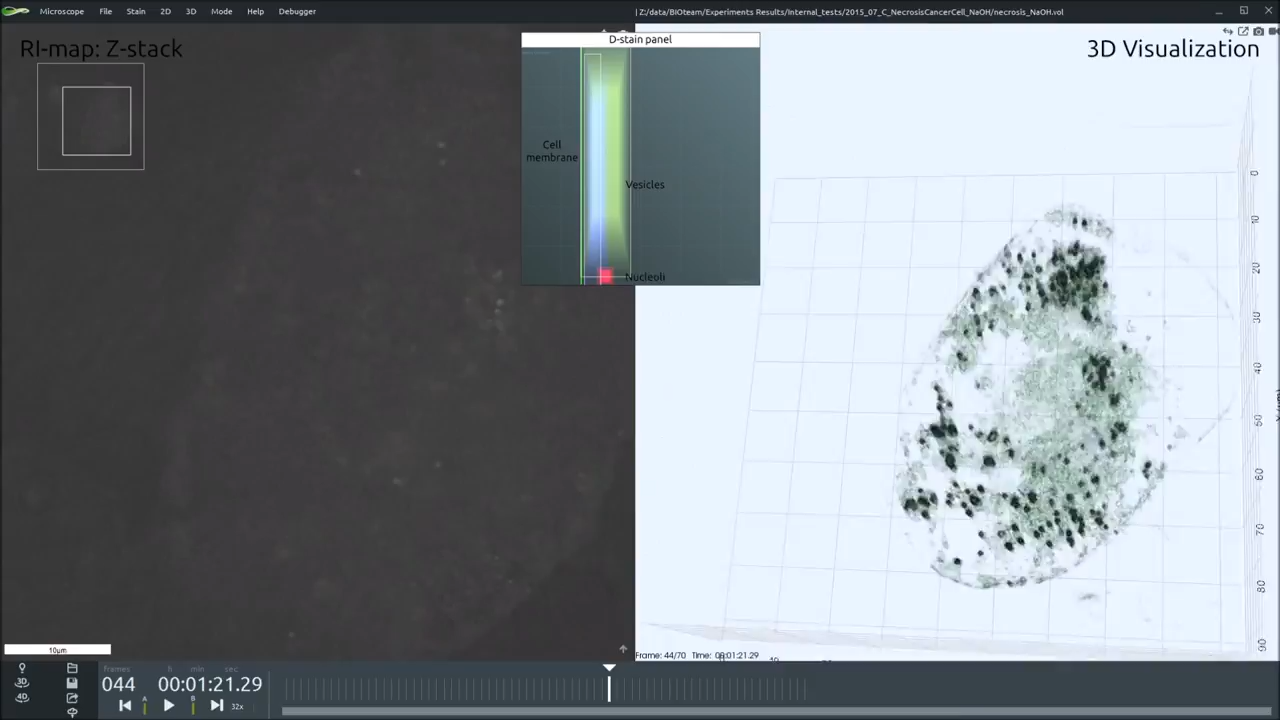 Microscope File Stain 2D 3D Mode Help Debugger
| Z:/data/BIOteam/Experiments Results/Internal_tests/2015_07_C_NecrosisCancerCell_NaOH/necrosis_NaOH.vol
RI-map: Z-stack
D-stain panel
3D Visualization
Cell
membrane
Vesicles
Nucleoli
0
10
20
30
40
50
60
70
80
90
10µm
Frame: 44/70 Time: 00:01:21.29
40
frames h min sec
044 00:01:21.29
3D
4D
A
B
32x